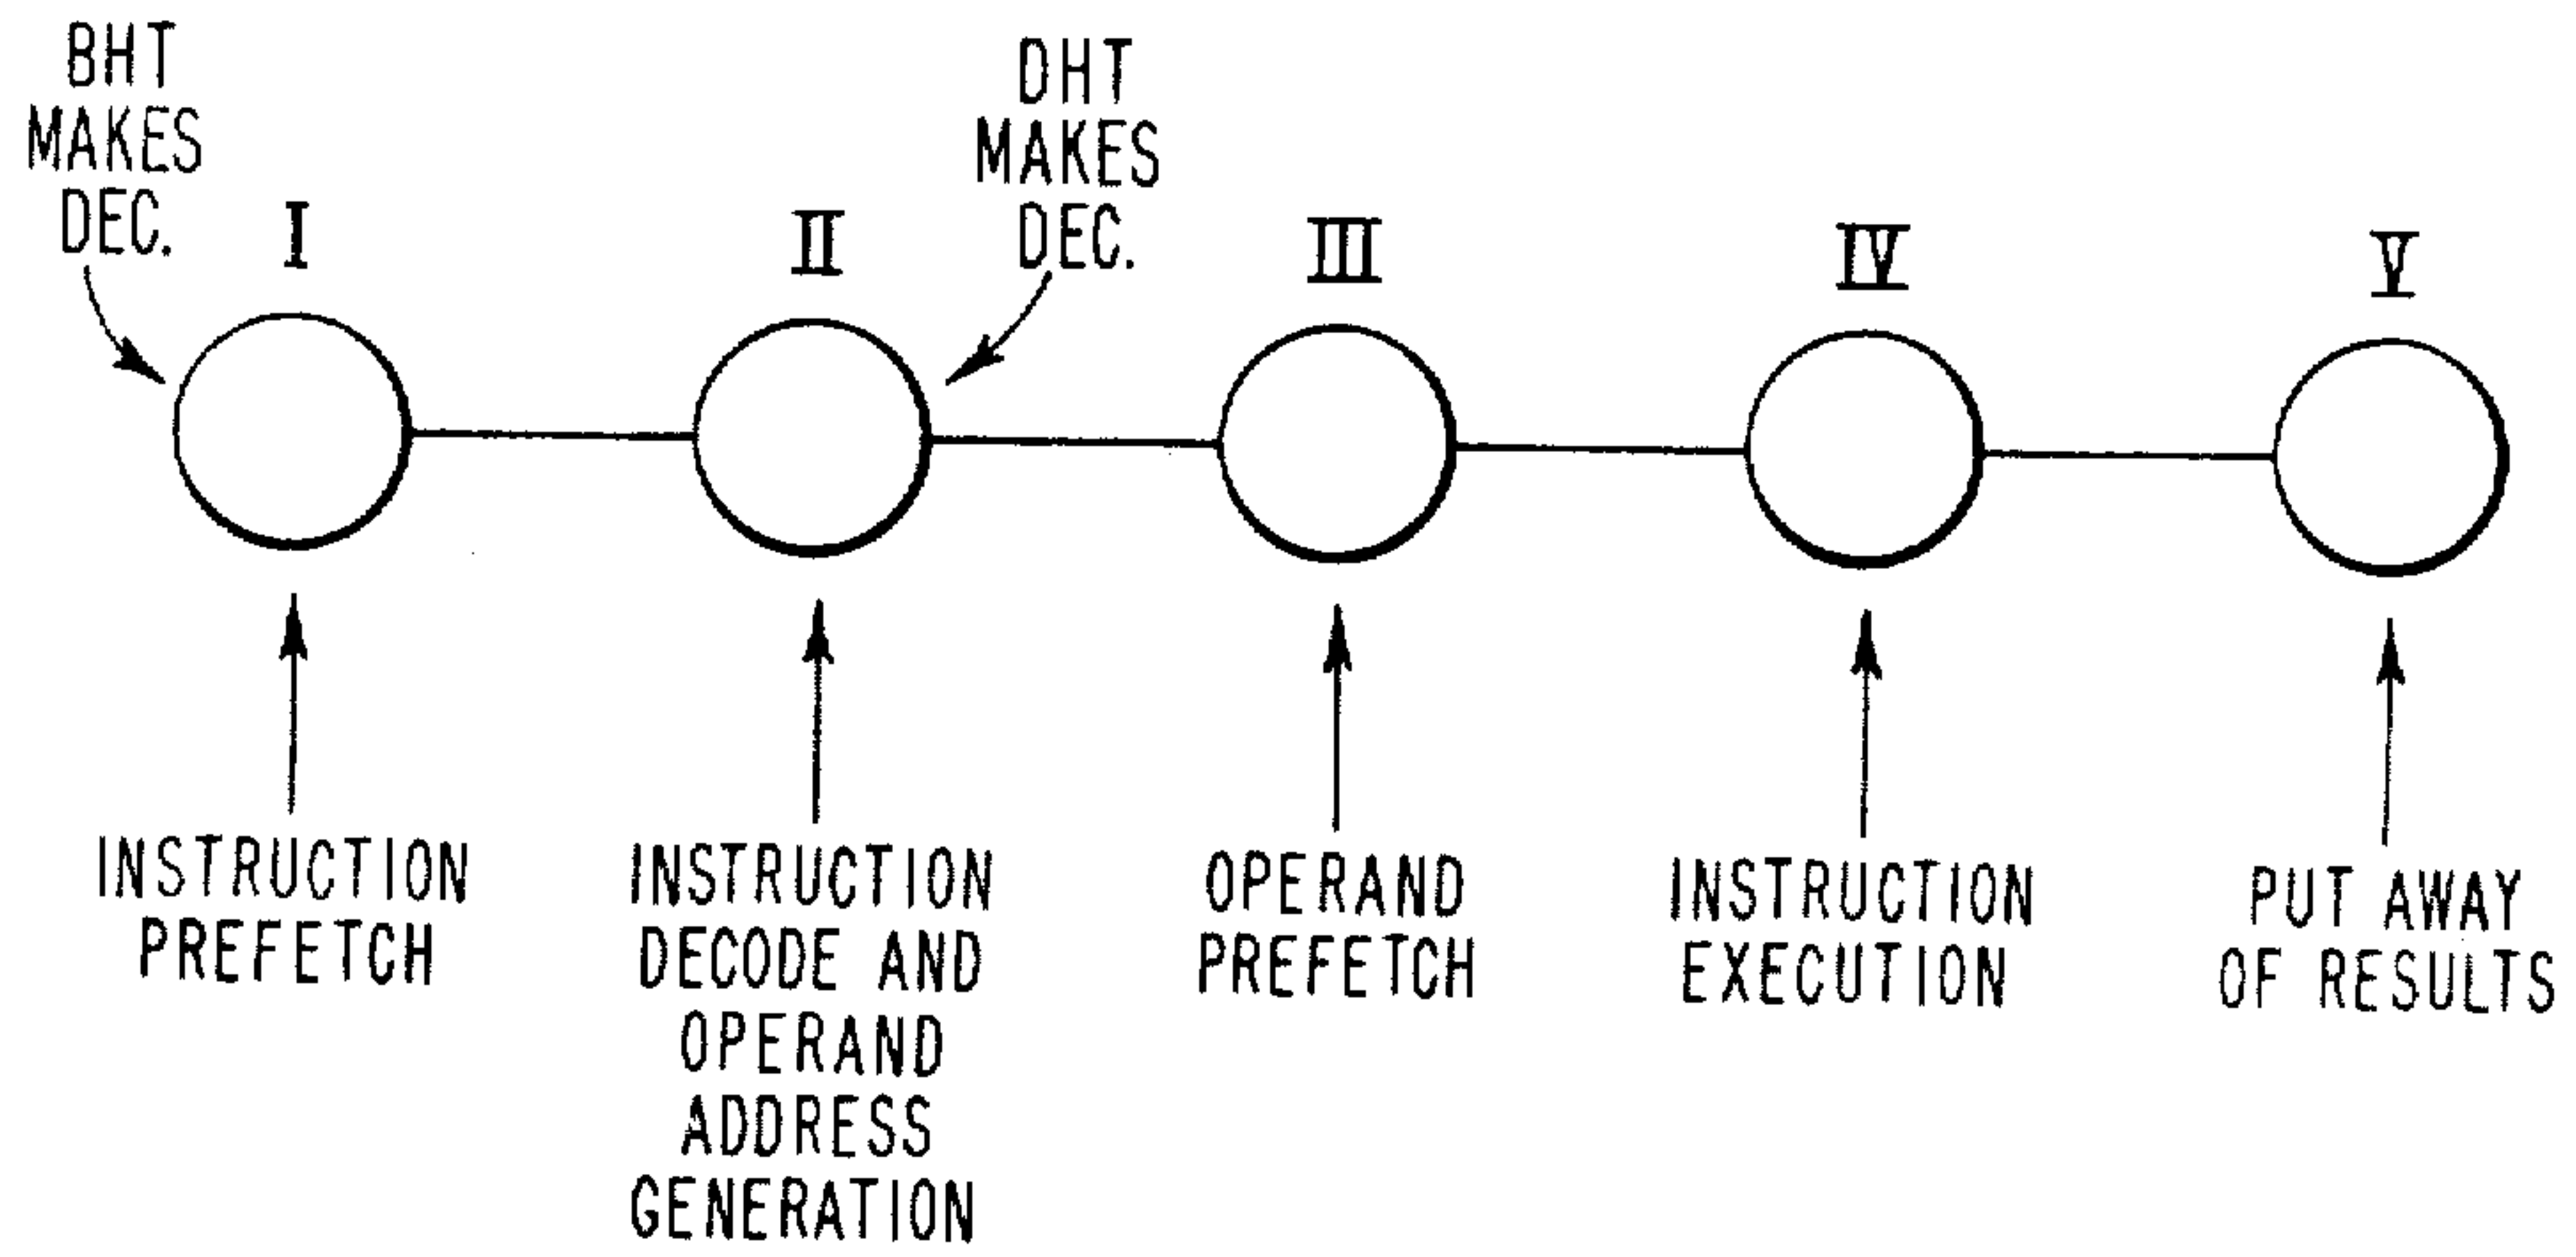 BHT
MAKES
DEC.
DHT
MAKES
DEC.
I
II
III
IV
V
INSTRUCTION
PREFETCH
INSTRUCTION
DECODE AND
OPERAND
ADDRESS
GENERATION
OPERAND
PREFETCH
INSTRUCTION
EXECUTION
PUT AWAY
OF RESULTS